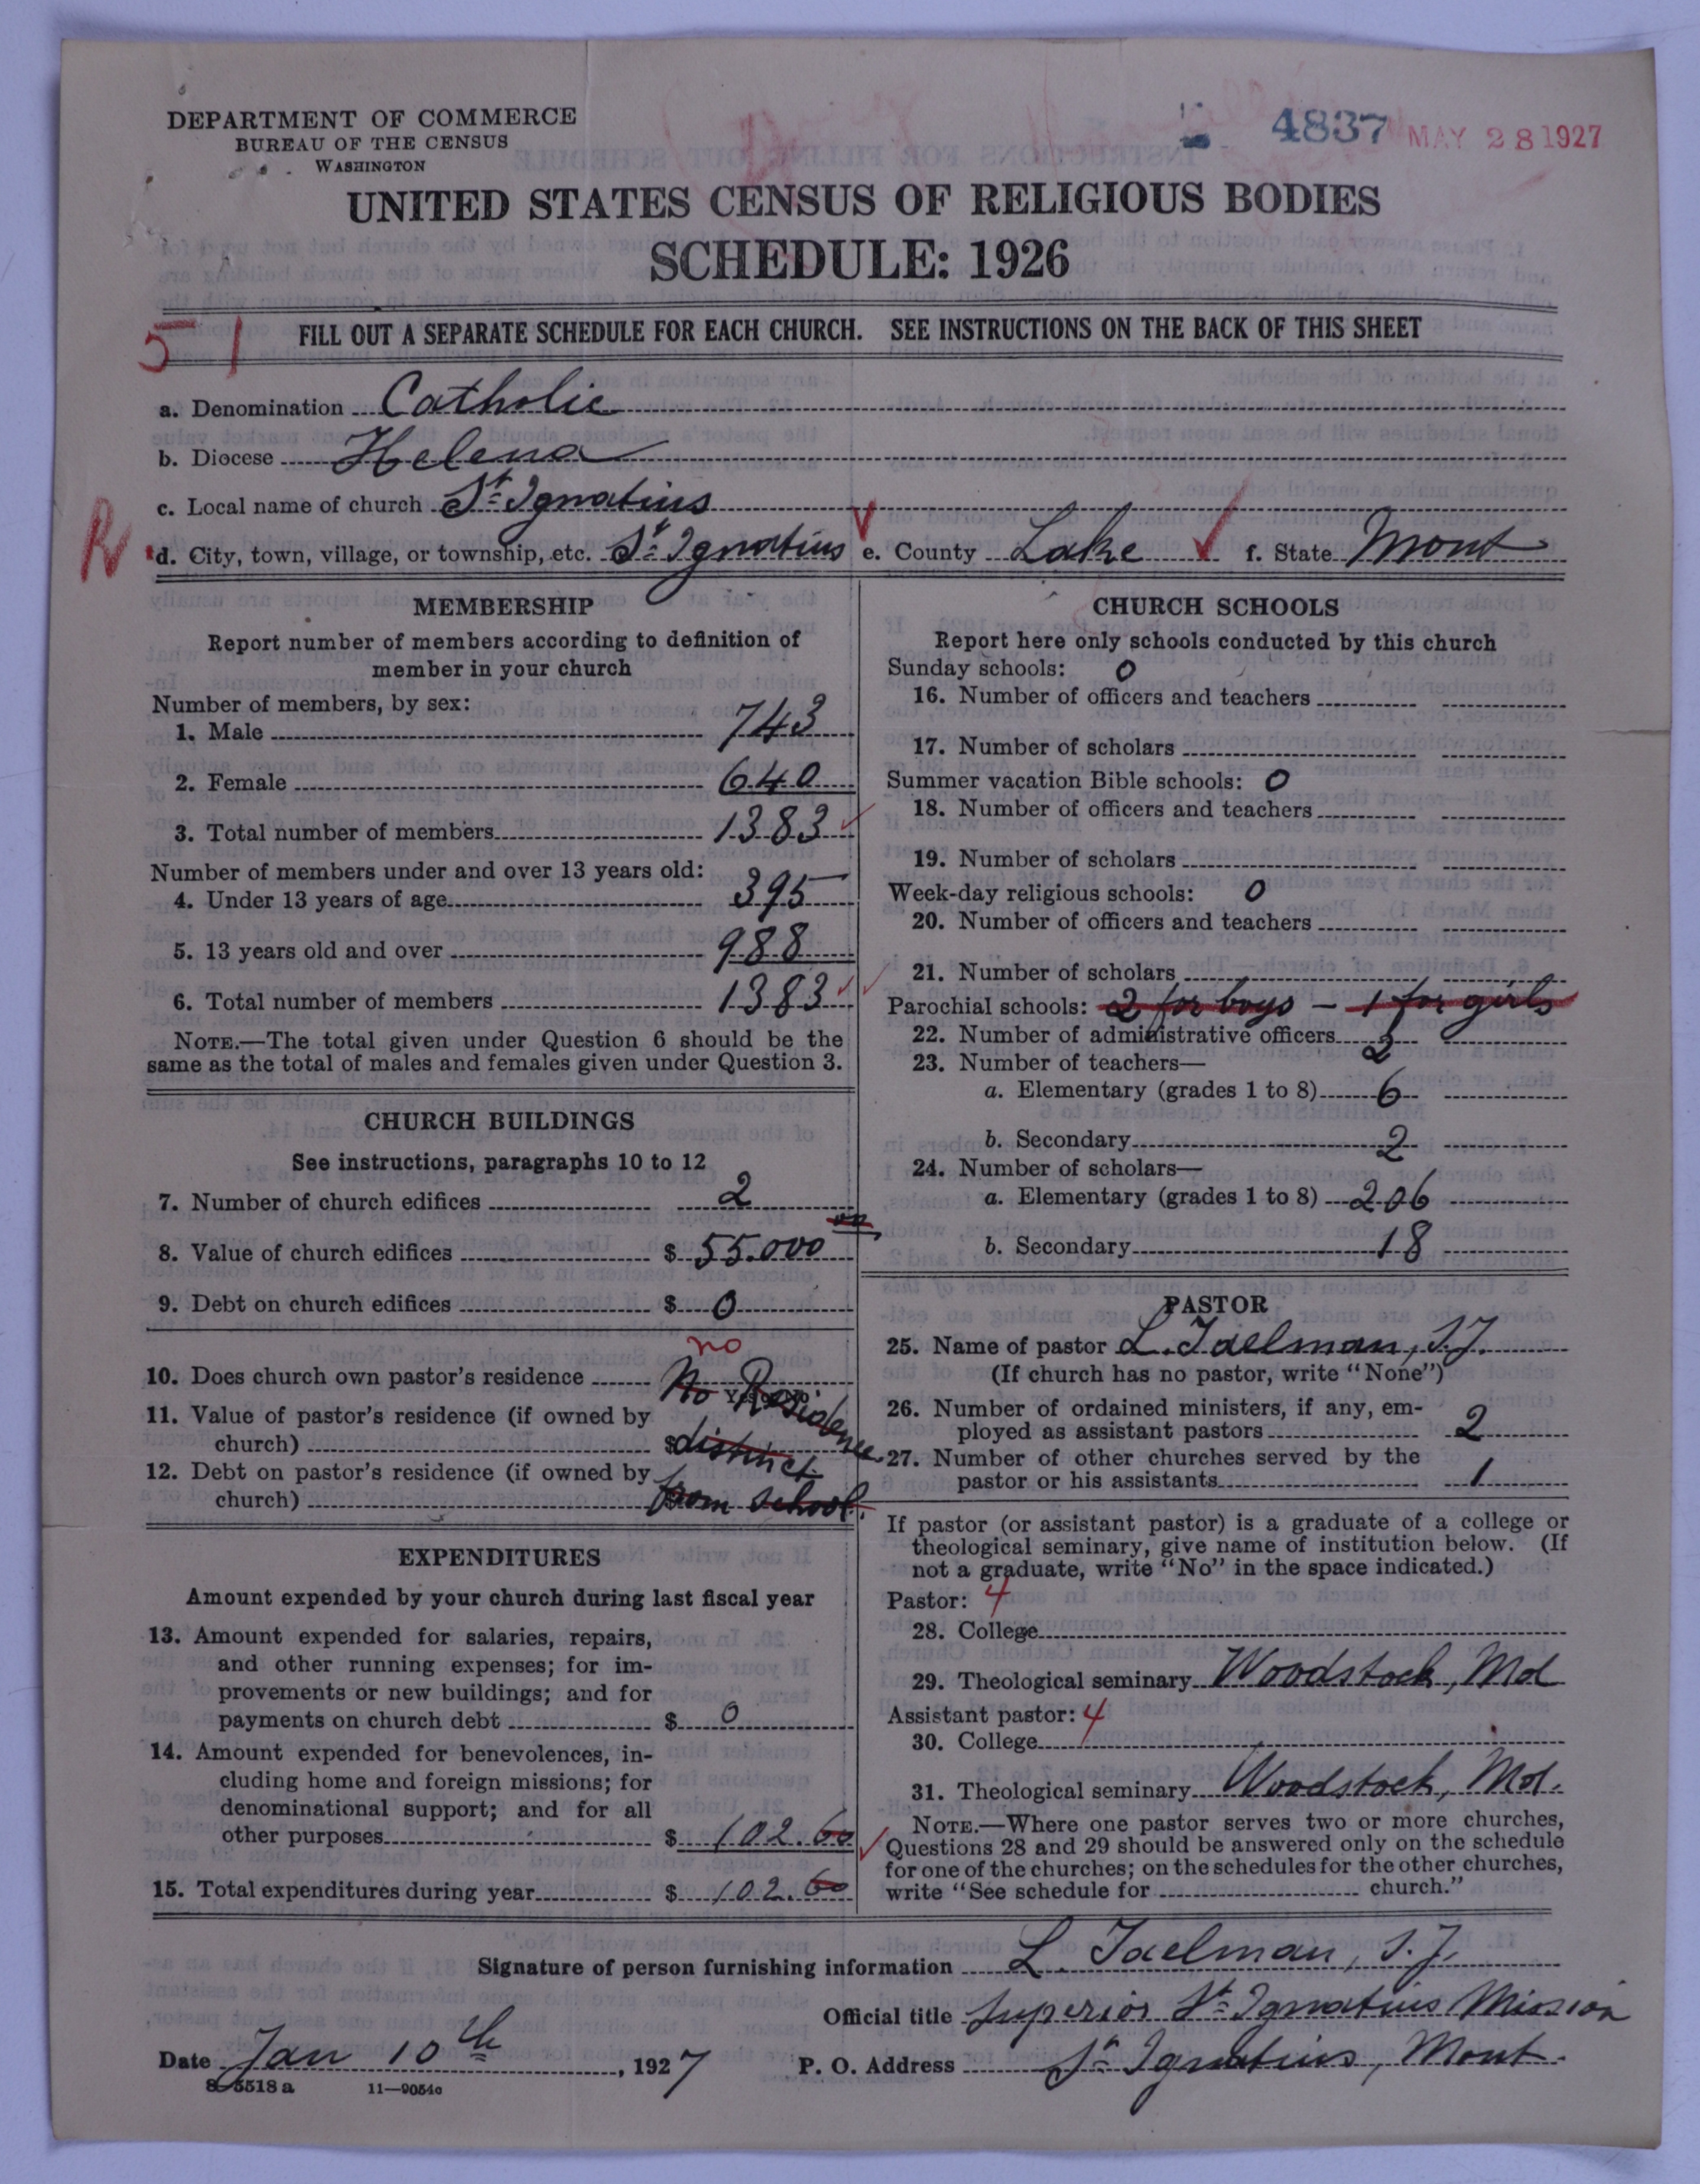 DEPARTMENT OF COMMERCE
BUREAU OF THE CENSUS
WASHINGTON
4837 MAY 28 1927
UNITED STATES CENSUS OF RELIGIOUS BODIES
SCHEDULE: 1926
51
FILL OUT A SEPARATE SCHEDULE FOR EACH CHURCH. SEE INSTRUCTIONS ON THE BACK OF THIS SHEET
a. Denomination Catholic
b. Diocese Helena
c. Local name of church St Ignatius
R
d. City, town, village, or township, etc. St Ignatius e. County Lake f. State Mont
MEMBERSHIP
Report number of members according to definition of
member in your church
Number of members, by sex:
1. Male 743
2. Female 640
3. Total number of members 1383
Number of members under and over 13 years old:
4. Under 13 years of age 395
5. 13 years old and over 988
6. Total number of members 1383
NOTE.—The total given under Question 6 should be the
same as the total of males and females given under Question 3.
CHURCH BUILDINGS
See instructions, paragraphs 10 to 12
7. Number of church edifices 2
8. Value of church edifices $ 55.000
9. Debt on church edifices $ 0
no
10. Does church own pastor's residence No Residence
Yes or No
11. Value of pastor's residence (if owned by
church) $ distinct
12. Debt on pastor's residence (if owned by
church) from school.
EXPENDITURES
Amount expended by your church during last fiscal year
13. Amount expended for salaries, repairs,
and other running expenses; for im-
provements or new buildings; and for
payments on church debt $ 0
14. Amount expended for benevolences, in-
cluding home and foreign missions; for
denominational support; and for all
other purposes $ 102.60
15. Total expenditures during year $ 102.60
CHURCH SCHOOLS
Report here only schools conducted by this church
Sunday schools: 0
16. Number of officers and teachers
17. Number of scholars
Summer vacation Bible schools: 0
18. Number of officers and teachers
19. Number of scholars
Week-day religious schools: 0
20. Number of officers and teachers
21. Number of scholars
Parochial schools: 2 for boys – 1 for girls
22. Number of administrative officers 2
23. Number of teachers—
a. Elementary (grades 1 to 8) 6
b. Secondary 2
24. Number of scholars—
a. Elementary (grades 1 to 8) 206
b. Secondary 18
PASTOR
25. Name of pastor L. Taelman, S.J.
(If church has no pastor, write "None")
26. Number of ordained ministers, if any, em-
ployed as assistant pastors 2
27. Number of other churches served by the
pastor or his assistants 1
If pastor (or assistant pastor) is a graduate of a college or
theological seminary, give name of institution below. (If
not a graduate, write "No" in the space indicated.)
Pastor: 4
28. College
29. Theological seminary Woodstock, Md
Assistant pastor: 4
30. College
31. Theological seminary Woodstock, Md.
NOTE.—Where one pastor serves two or more churches,
Questions 28 and 29 should be answered only on the schedule
for one of the churches; on the schedules for the other churches,
write "See schedule for church."
Signature of person furnishing information L. Taelman, S.J.
Official title Superior St Ignatius Mission
Date Jan 10th, 1927 P. O. Address St Ignatius, Mont.
8-5518 a 11—9054a